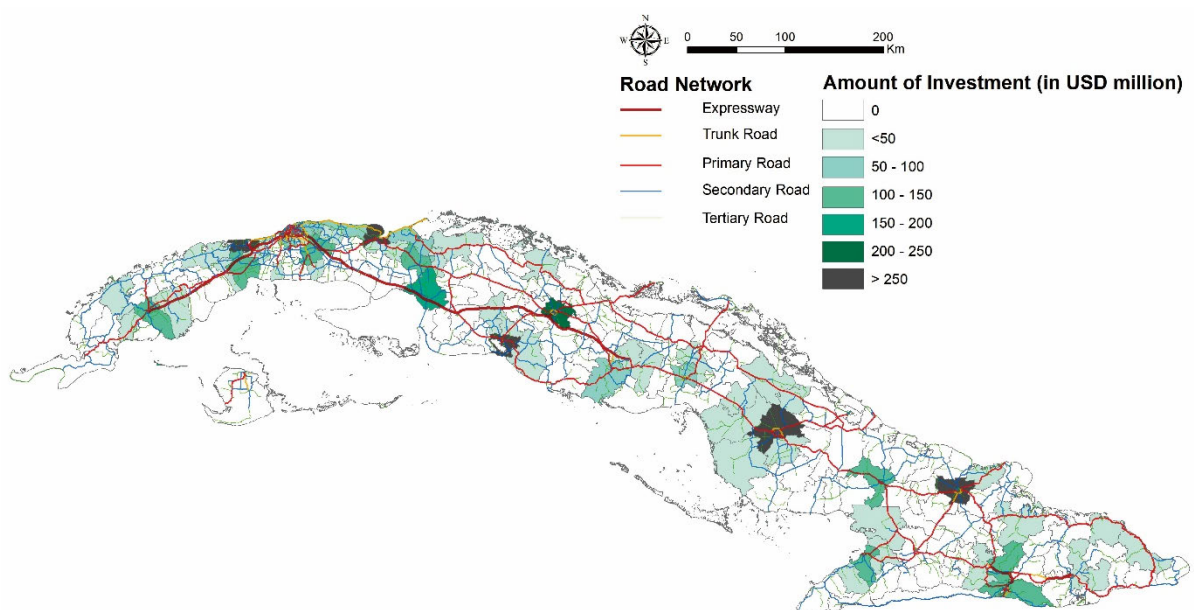 N
W E
S
0 50 100 200
Km
Road Network
Expressway
Trunk Road
Primary Road
Secondary Road
Tertiary Road
Amount of Investment (in USD million)
0
<50
50 - 100
100 - 150
150 - 200
200 - 250
> 250